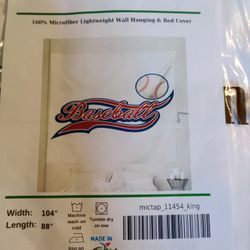 100% Microfiber Lightweight Wall Hanging & Bed Cover
Baseball
mictap_11454_king
Width: 104"
Length: 88"
Machine
wash on
cold
Tumble dry
on low
MADE IN